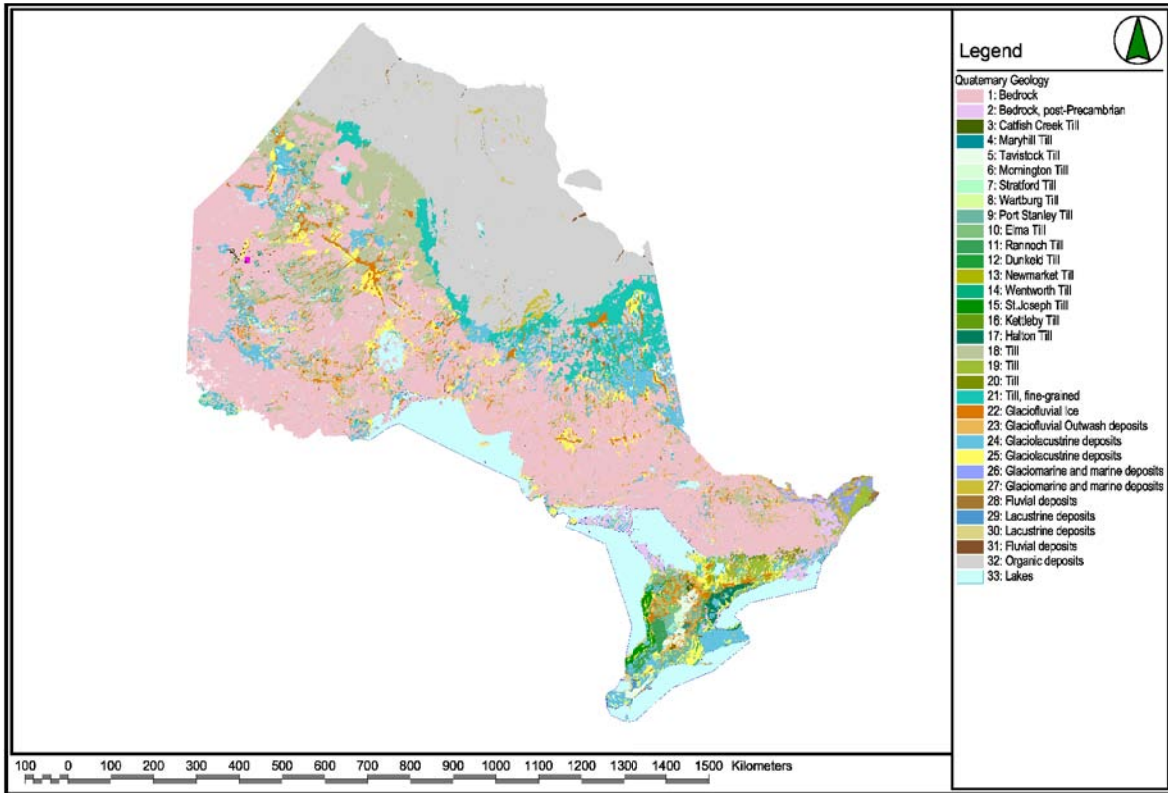 Legend
Quaternary Geology
1: Bedrock
2: Bedrock, post-Precambrian
3: Catfish Creek Till
4: Maryhill Till
5: Tavistock Till
6: Mornington Till
7: Stratford Till
8: Wartburg Till
9: Port Stanley Till
10: Elma Till
11: Rannoch Till
12: Dunkeld Till
13: Newmarket Till
14: Wentworth Till
15: St.Joseph Till
16: Kettleby Till
17: Halton Till
18: Till
19: Till
20: Till
21: Till, fine-grained
22: Glaciofluvial Ice
23: Glaciofluvial Outwash deposits
24: Glaciolacustrine deposits
25: Glaciolacustrine deposits
26: Glaciomarine and marine deposits
27: Glaciomarine and marine deposits
28: Fluvial deposits
29: Lacustrine deposits
30: Lacustrine deposits
31: Fluvial deposits
32: Organic deposits
33: Lakes
100 0 100 200 300 400 500 600 700 800 900 1000 1100 1200 1300 1400 1500 Kilometers